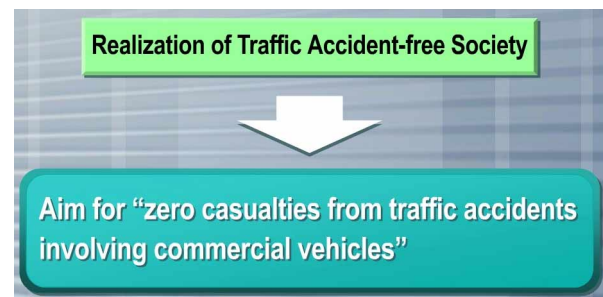 Realization of Traffic Accident-free Society
Aim for “zero casualties from traffic accidents
involving commercial vehicles”